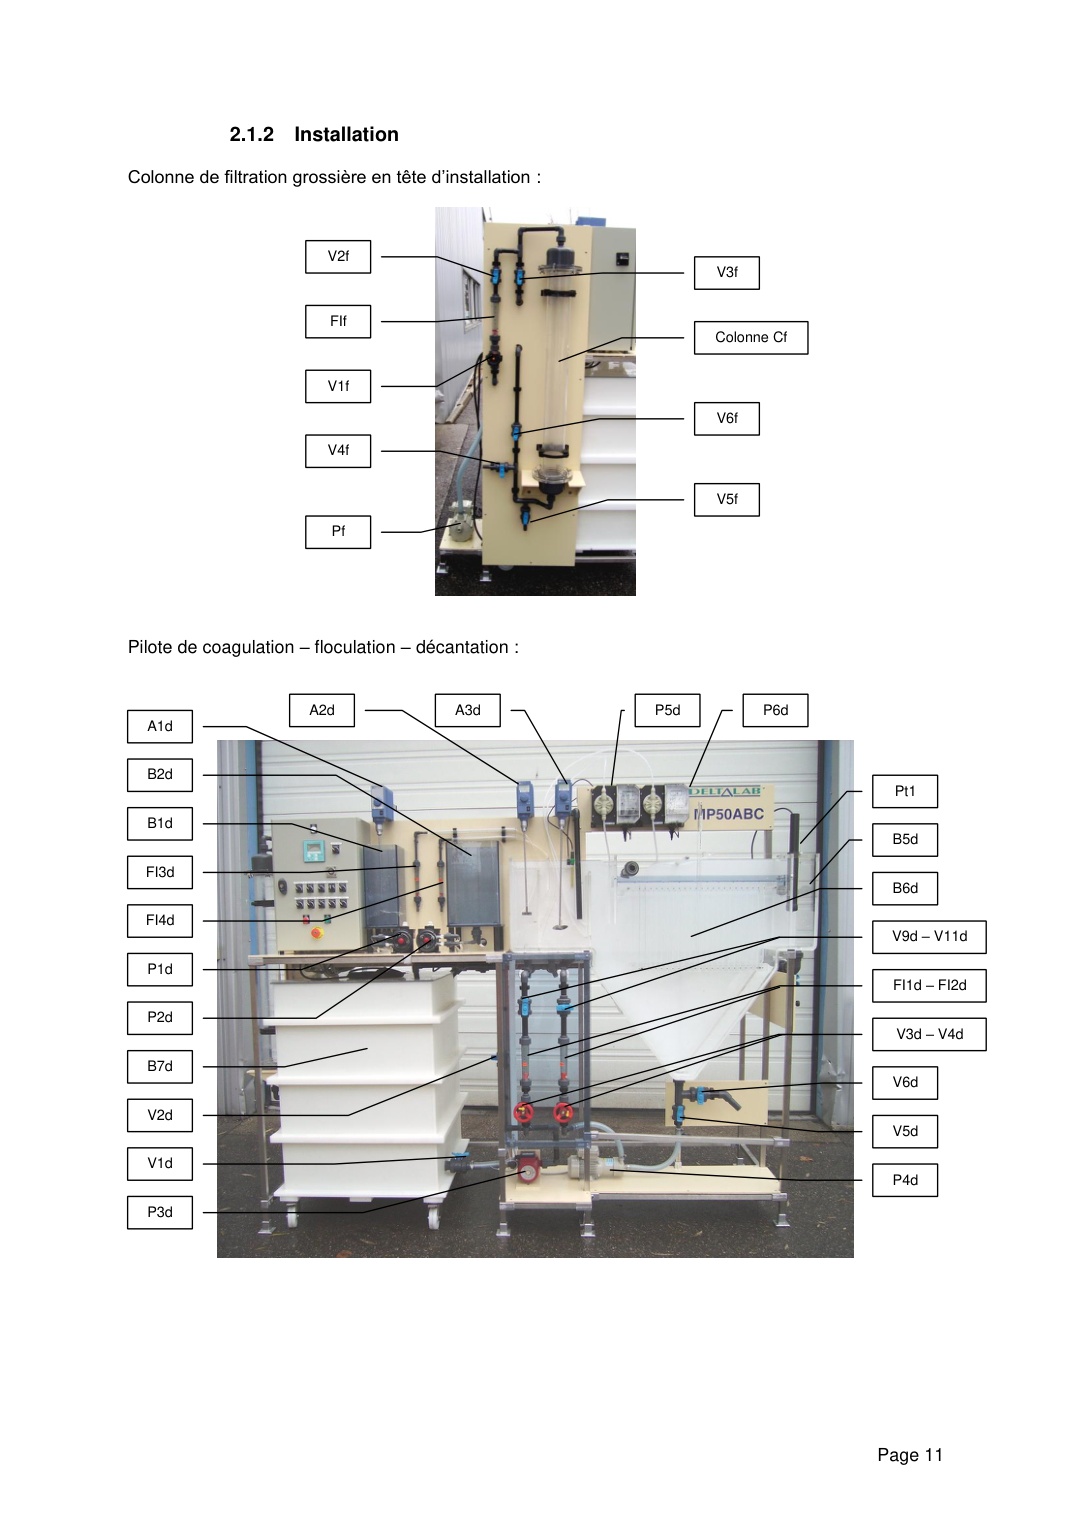 2.1.2 Installation
Colonne de filtration grossière en tête d’installation :
V2f
V3f
FIf
Colonne Cf
V1f
V6f
V4f
V5f
Pf
Pilote de coagulation – floculation – décantation :
A1d
A2d
A3d
P5d
P6d
B2d
Pt1
DELTALAB
MP50ABC
B1d
B5d
FI3d
B6d
FI4d
V9d – V11d
P1d
FI1d – FI2d
P2d
V3d – V4d
B7d
V6d
V2d
V5d
V1d
P4d
P3d
Page 11